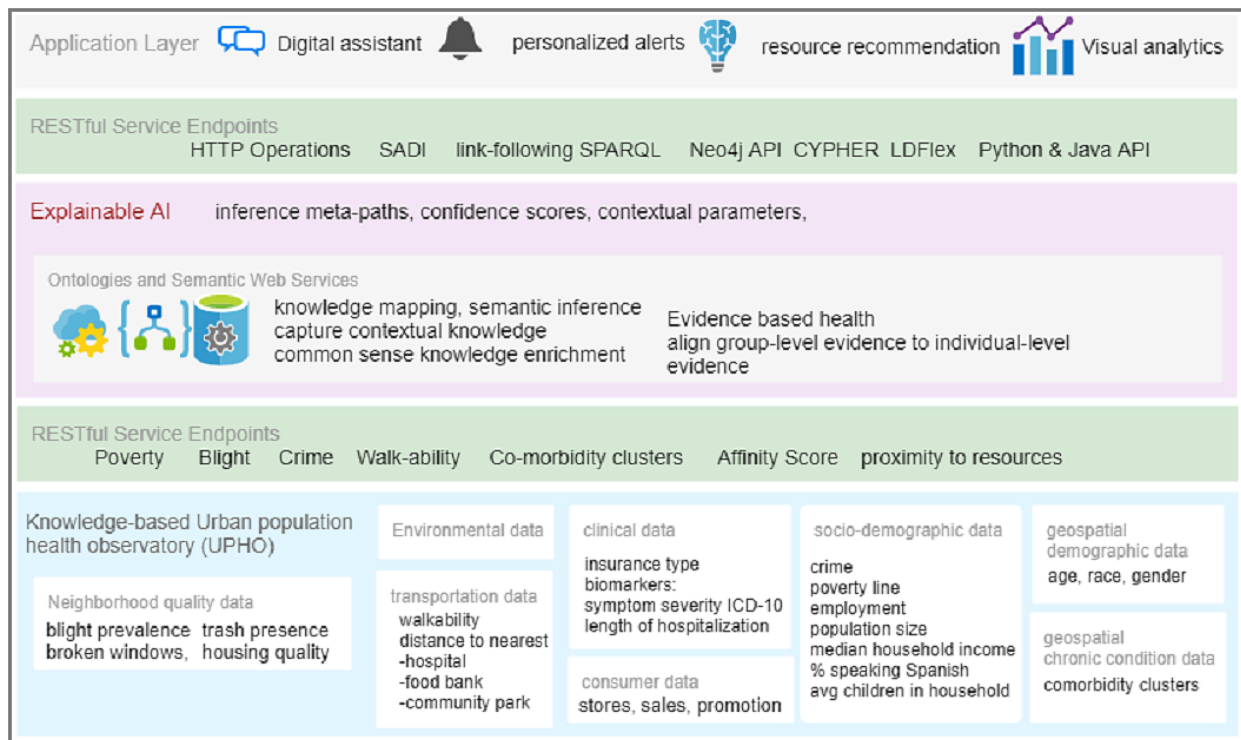 Application Layer
Digital assistant
personalized alerts
resource recommendation
Visual analytics
RESTful Service Endpoints
HTTP Operations SADI link-following SPARQL Neo4j API CYPHER LDFlex Python & Java API
Explainable AI
inference meta-paths, confidence scores, contextual parameters,
Ontologies and Semantic Web Services
knowledge mapping, semantic inference
capture contextual knowledge
common sense knowledge enrichment
Evidence based health
align group-level evidence to individual-level
evidence
RESTful Service Endpoints
Poverty Blight Crime Walk-ability Co-morbidity clusters Affinity Score proximity to resources
Knowledge-based Urban population
health observatory (UPHO)
Neighborhood quality data
blight prevalence trash presence
broken windows, housing quality
Environmental data
transportation data
walkability
distance to nearest
-hospital
-food bank
-community park
clinical data
insurance type
biomarkers:
symptom severity ICD-10
length of hospitalization
consumer data
stores, sales, promotion
socio-demographic data
crime
poverty line
employment
population size
median household income
% speaking Spanish
avg children in household
geospatial
demographic data
age, race, gender
geospatial
chronic condition data
comorbidity clusters